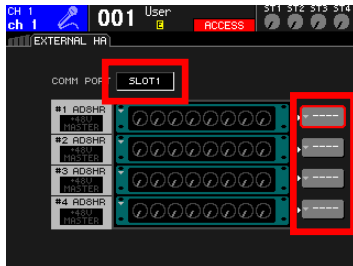 CH 1
ch 1
001
User
E
ACCESS
ST1 ST2 ST3 ST4
EXTERNAL HA
COMM PORT
SLOT1
#1 AD8HR
+48V
MASTER
----
#2 AD8HR
+48V
MASTER
----
#3 AD8HR
+48V
MASTER
----
#4 AD8HR
+48V
MASTER
----